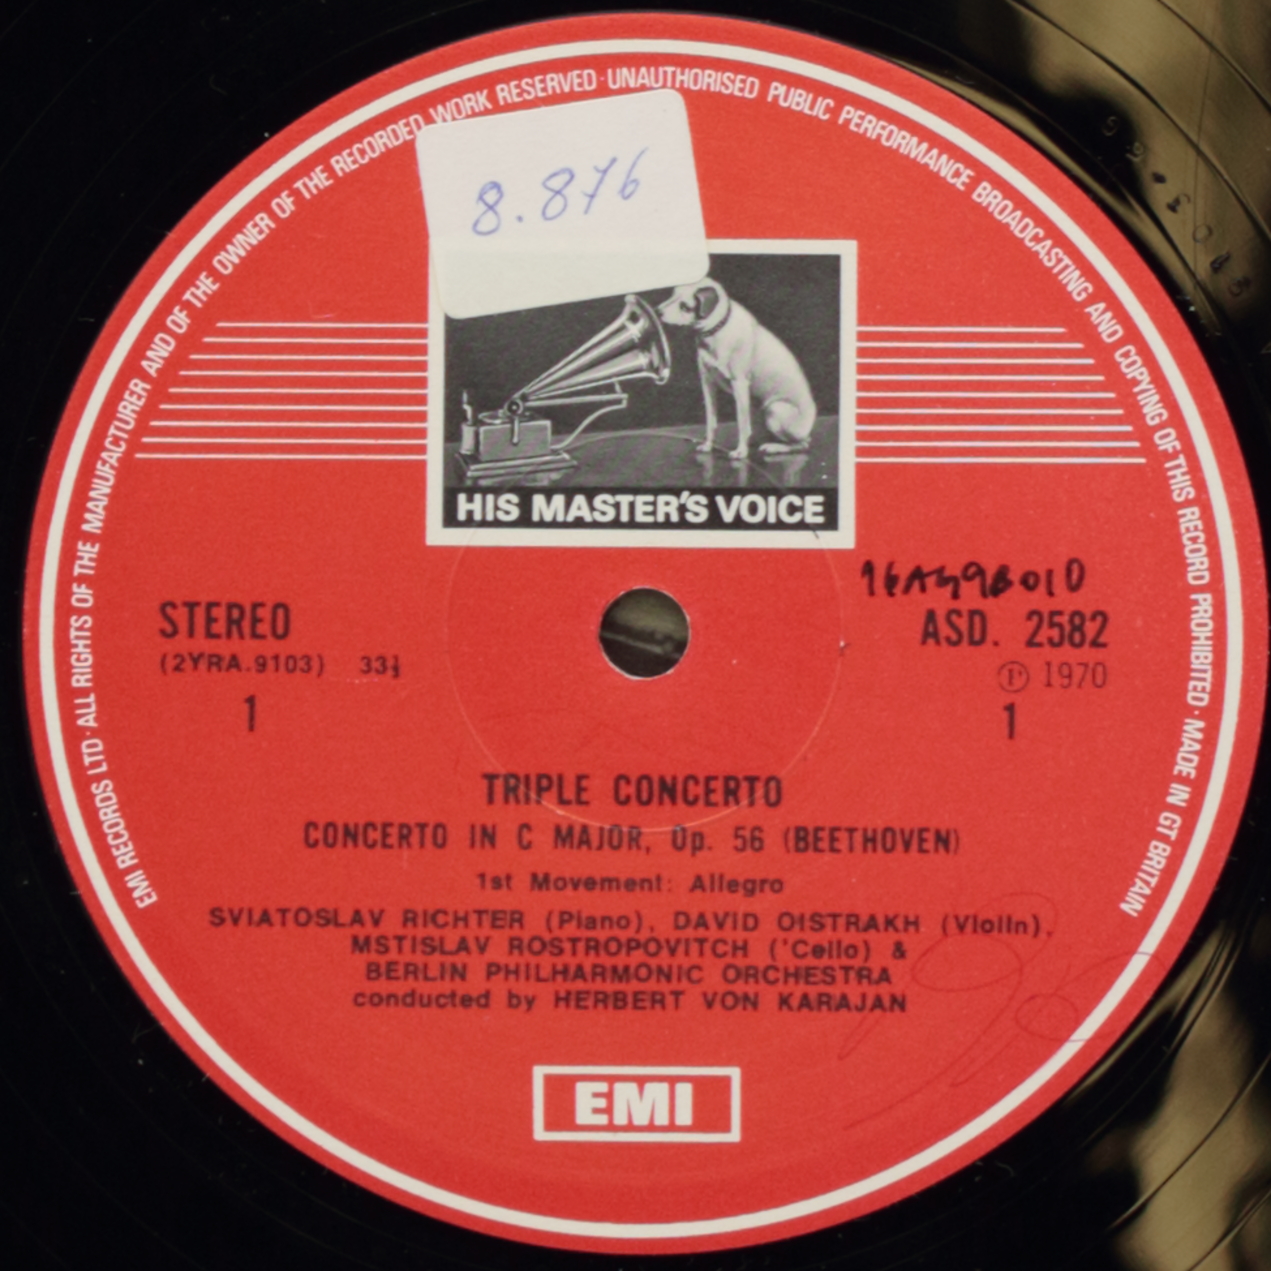 EMI RECORDS LTD · ALL RIGHTS OF THE MANUFACTURER AND OF THE OWNER OF THE RECORDED WORK RESERVED · UNAUTHORISED PUBLIC PERFORMANCE BROADCASTING AND COPYING OF THIS RECORD PROHIBITED · MADE IN GT BRITAIN
8.876
HIS MASTER'S VOICE
STEREO
(2YRA.9103) 33⅓
1
ASD. 2582
Ⓟ 1970
1
TRIPLE CONCERTO
CONCERTO IN C MAJOR, Op. 56 (BEETHOVEN)
1st Movement: Allegro
SVIATOSLAV RICHTER (Piano), DAVID OISTRAKH (Violin),
MSTISLAV ROSTROPOVITCH ('Cello) &
BERLIN PHILHARMONIC ORCHESTRA
conducted by HERBERT VON KARAJAN
EMI